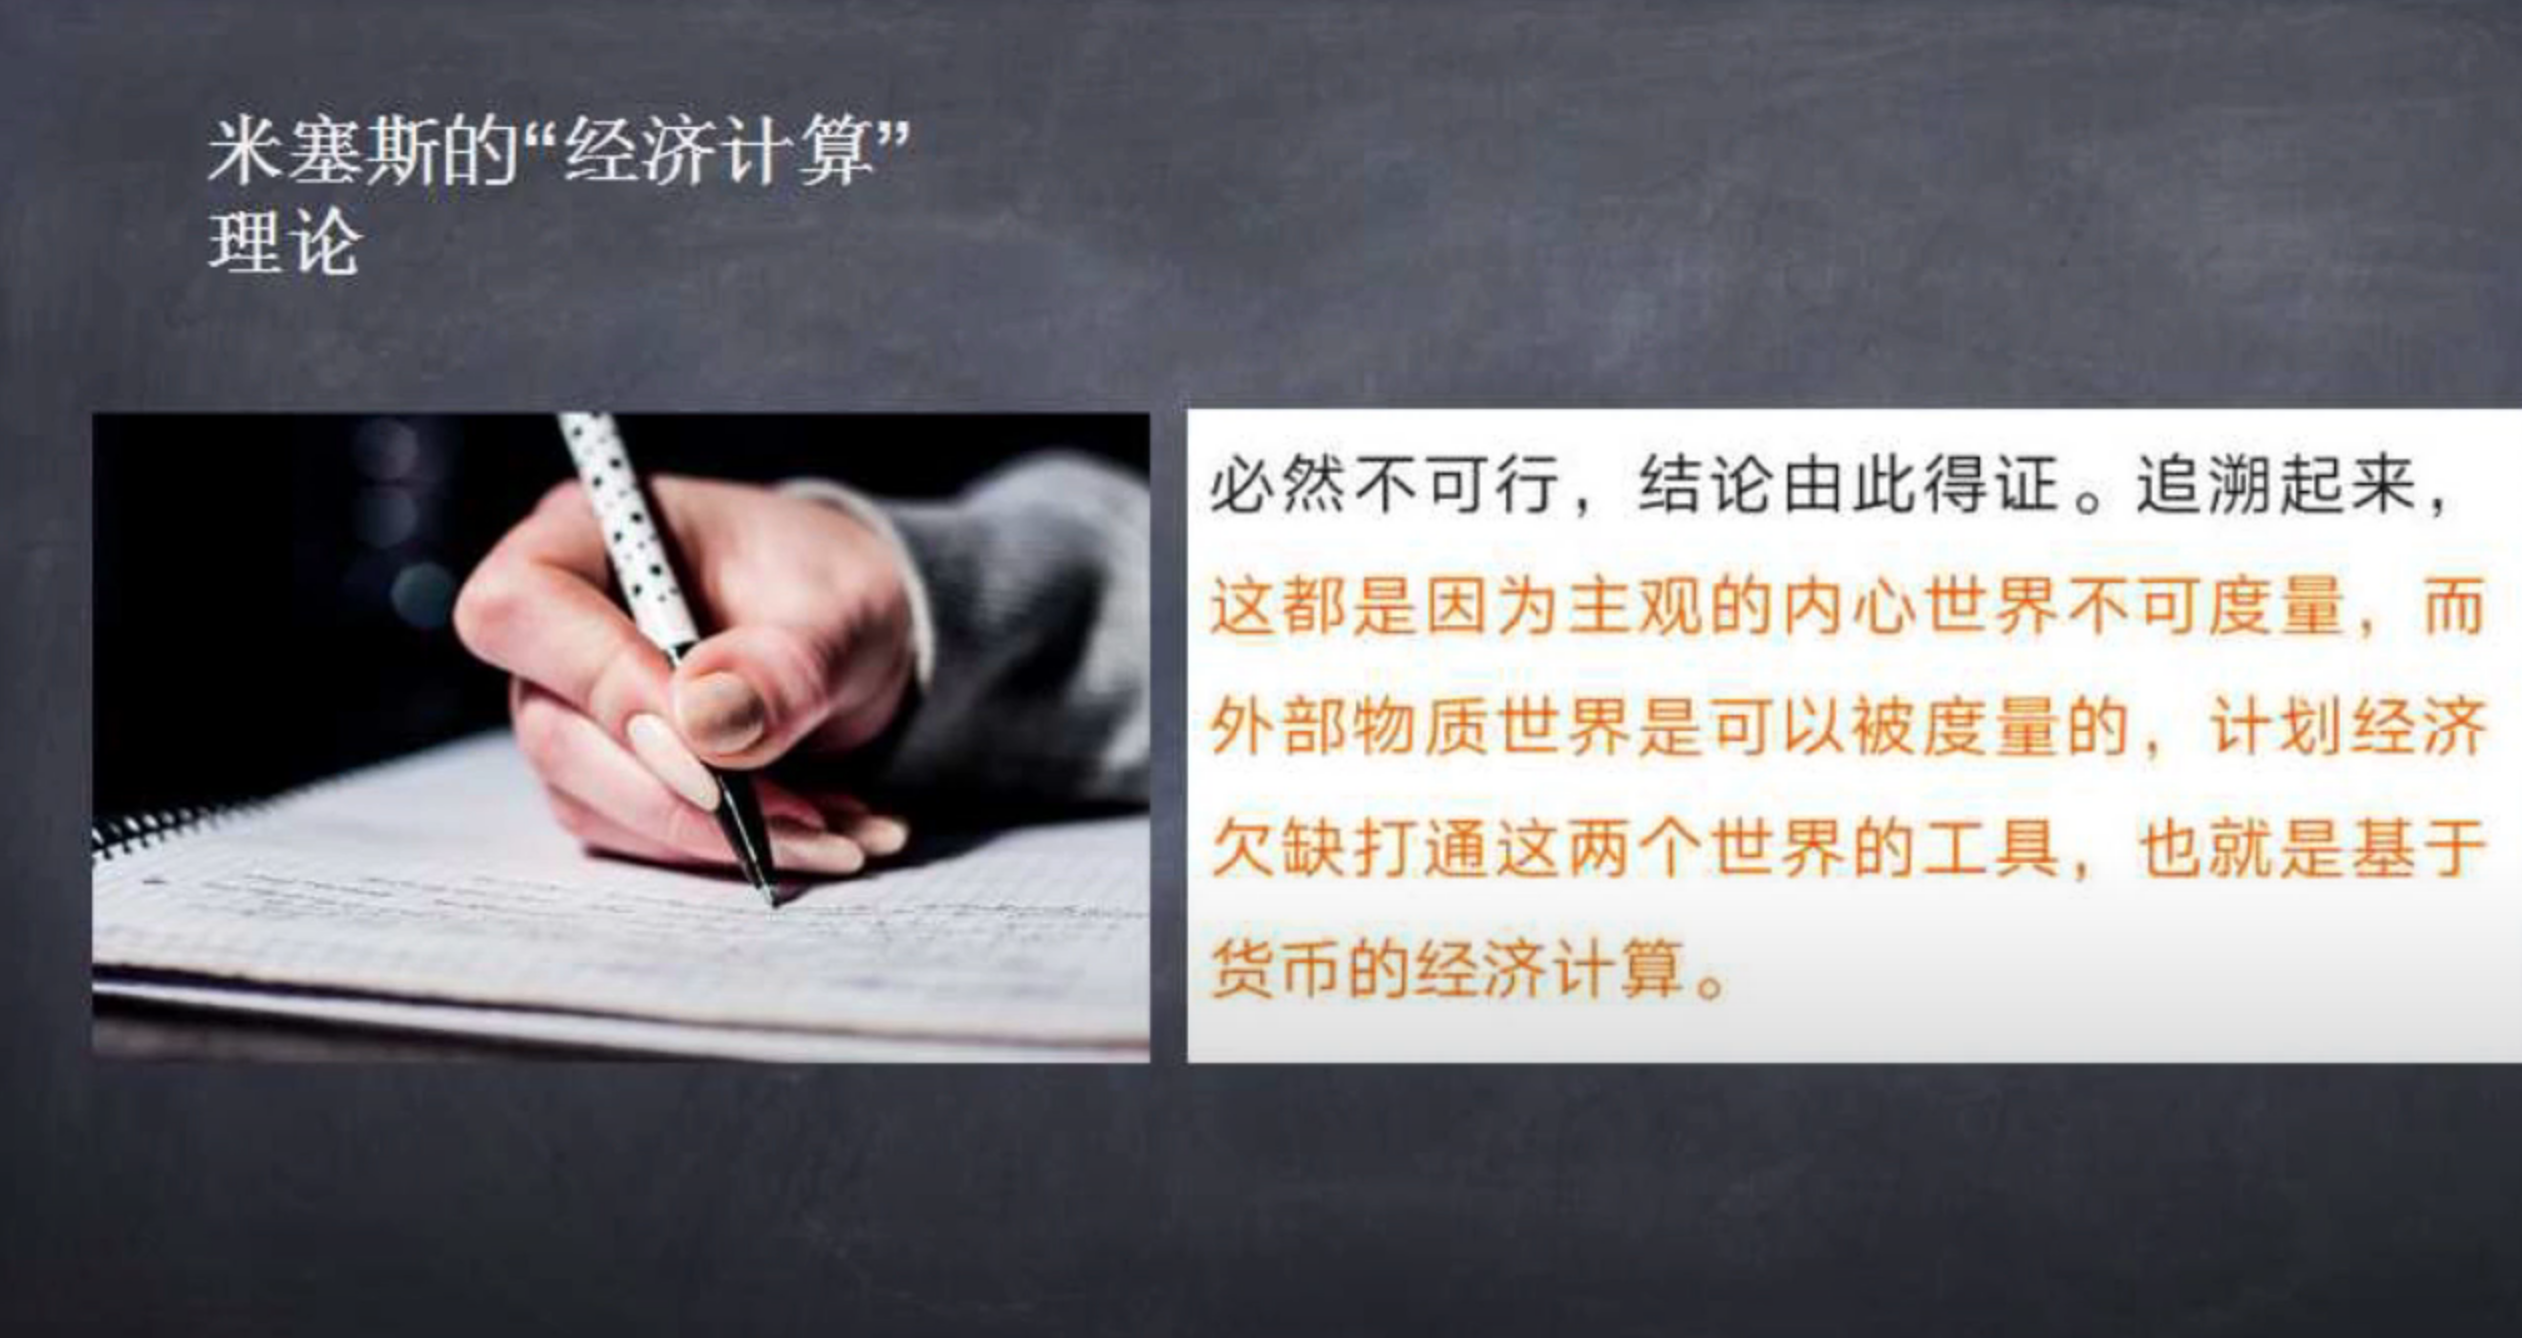 米塞斯的“经济计算”
理论
必然不可行，结论由此得证。追溯起来，
这都是因为主观的内心世界不可度量，而
外部物质世界是可以被度量的，计划经济
欠缺打通这两个世界的工具，也就是基于
货币的经济计算。